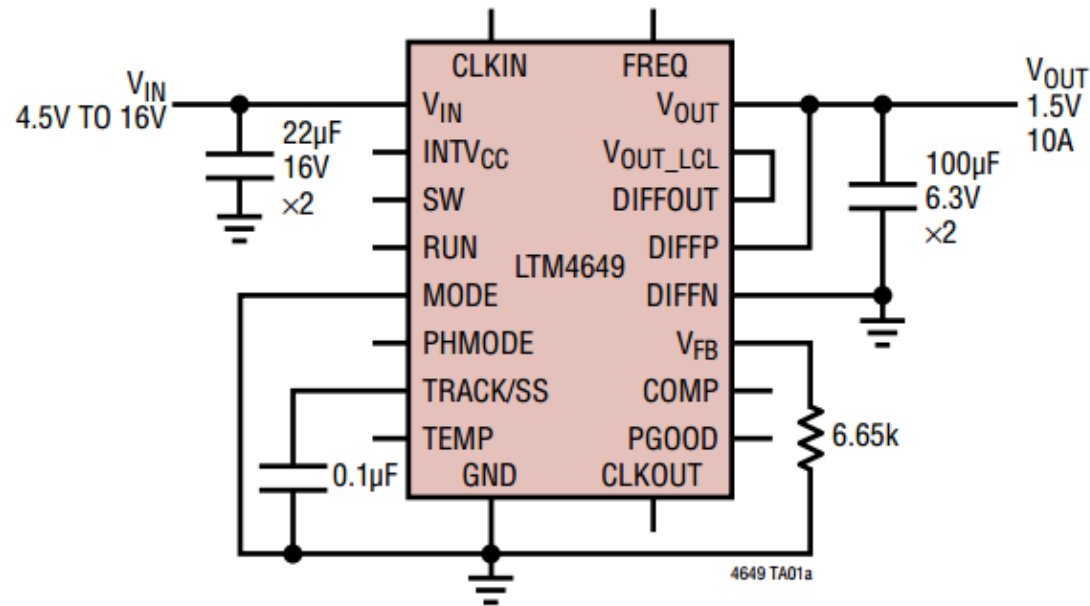 CLKIN
FREQ
V_IN
4.5V TO 16V
V_IN
V_OUT
V_OUT
1.5V
10A
22µF
16V
×2
INTV_CC
V_OUT_LCL
100µF
6.3V
×2
SW
DIFFOUT
RUN
DIFFP
LTM4649
MODE
DIFFN
PHMODE
V_FB
TRACK/SS
COMP
6.65k
TEMP
PGOOD
0.1µF
GND
CLKOUT
4649 TA01a